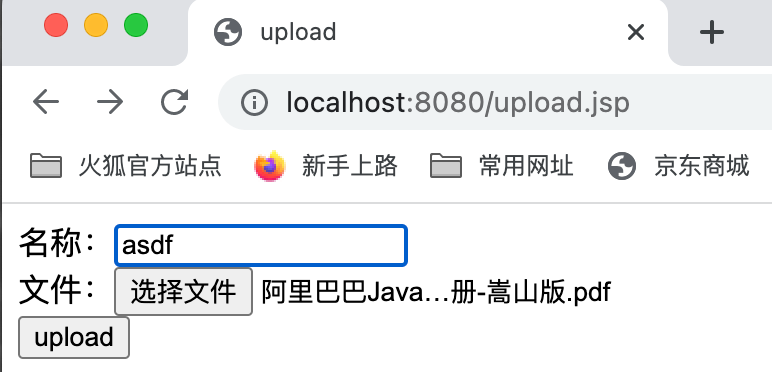 upload
localhost:8080/upload.jsp
火狐官方站点 新手上路 常用网址 京东商城
名称：asdf
文件：选择文件 阿里巴巴Java…册-嵩山版.pdf
upload